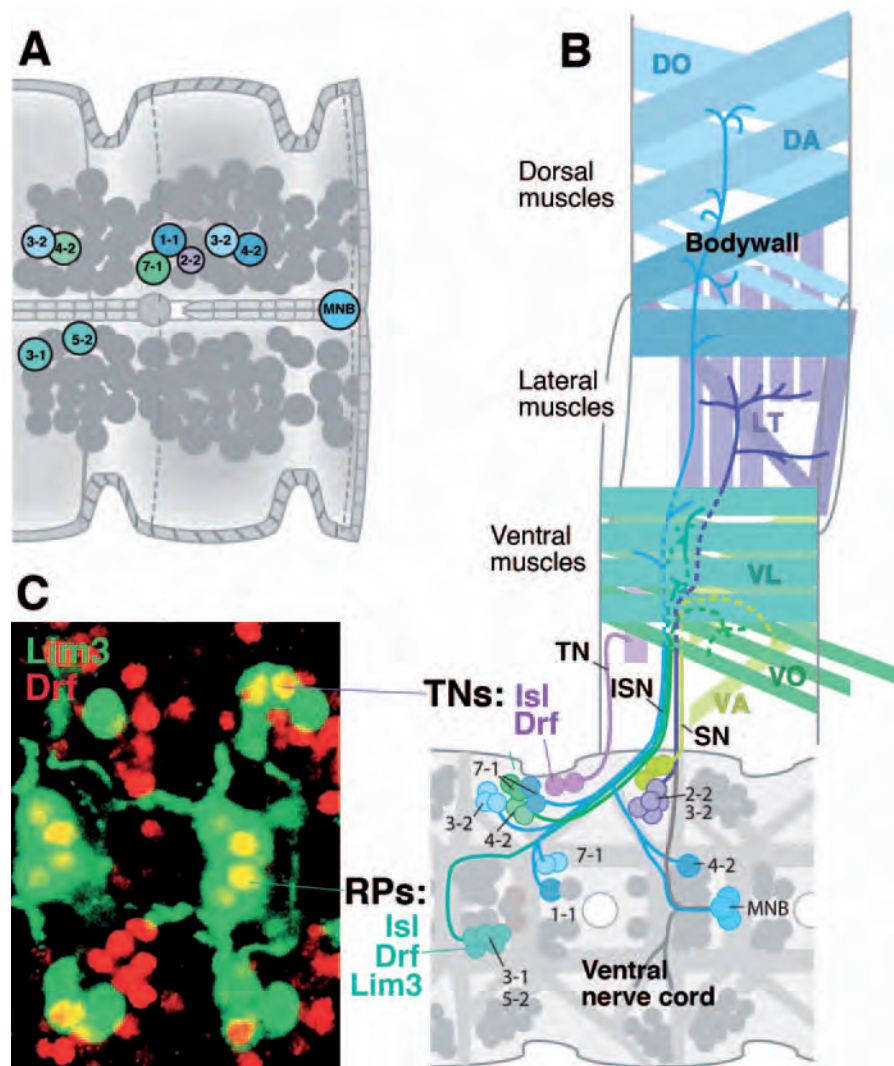 A
3-2
4-2
1-1
7-1
2-2
3-2
4-2
MNB
3-1
5-2
B
DO
DA
Dorsal
muscles
Bodywall
Lateral
muscles
LT
Ventral
muscles
VL
VO
VA
TN
ISN
SN
C
Lim3
Drf
TNs: Isl
Drf
RPs:
Isl
Drf
Lim3
7-1
3-2
4-2
2-2
3-2
7-1
1-1
4-2
MNB
3-1
5-2
Ventral
nerve cord